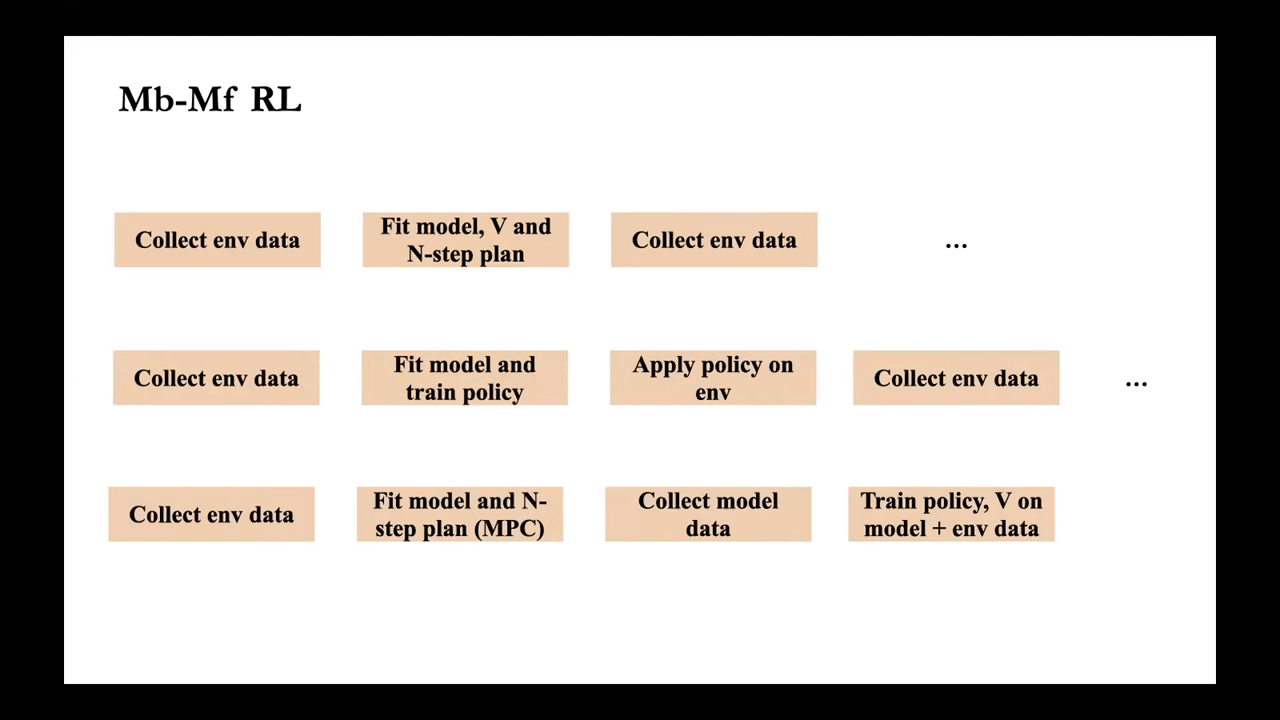 Mb-Mf RL
Collect env data
Fit model, V and
N-step plan
Collect env data
...
Collect env data
Fit model and
train policy
Apply policy on
env
Collect env data
...
Collect env data
Fit model and N-
step plan (MPC)
Collect model
data
Train policy, V on
model + env data